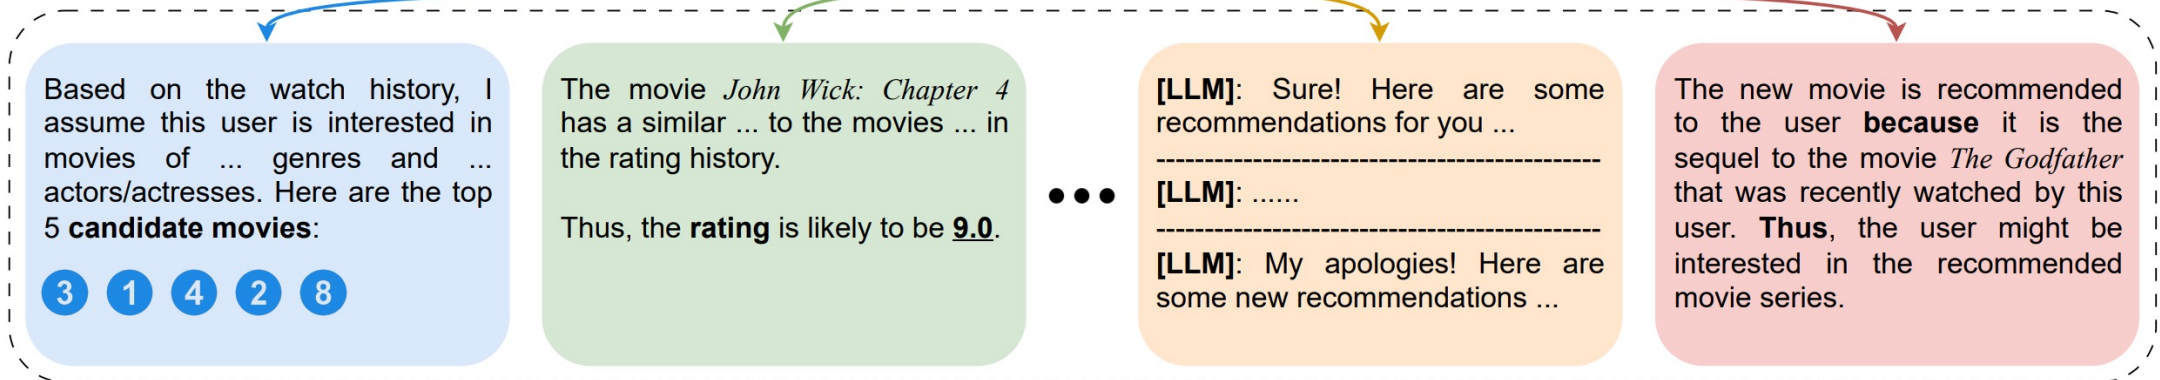 Based on the watch history, I
assume this user is interested in
movies of ... genres and ...
actors/actresses. Here are the top
5 candidate movies:
3 1 4 2 8
The movie John Wick: Chapter 4
has a similar ... to the movies ... in
the rating history.
Thus, the rating is likely to be 9.0.
[LLM]: Sure! Here are some
recommendations for you ...
[LLM]: ......
[LLM]: My apologies! Here are
some new recommendations ...
The new movie is recommended
to the user because it is the
sequel to the movie The Godfather
that was recently watched by this
user. Thus, the user might be
interested in the recommended
movie series.